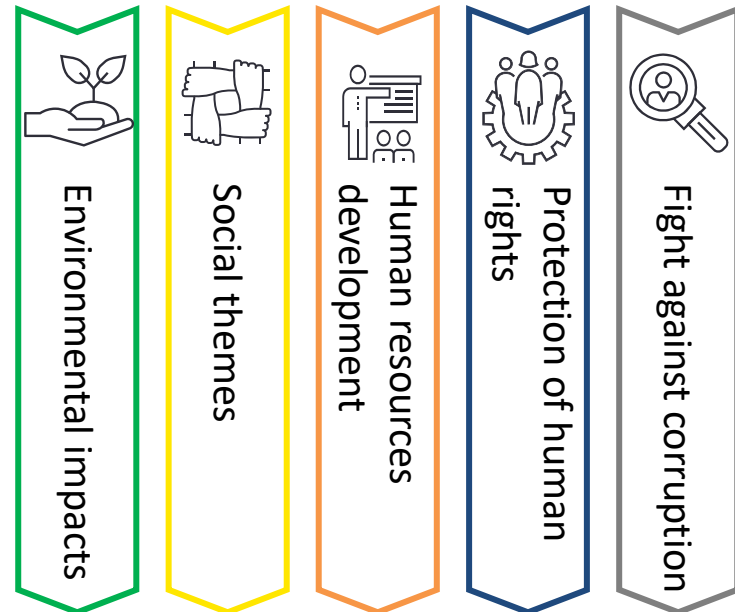 Environmental impacts
Social themes
Human resources
development
Protection of human
rights
Fight against corruption